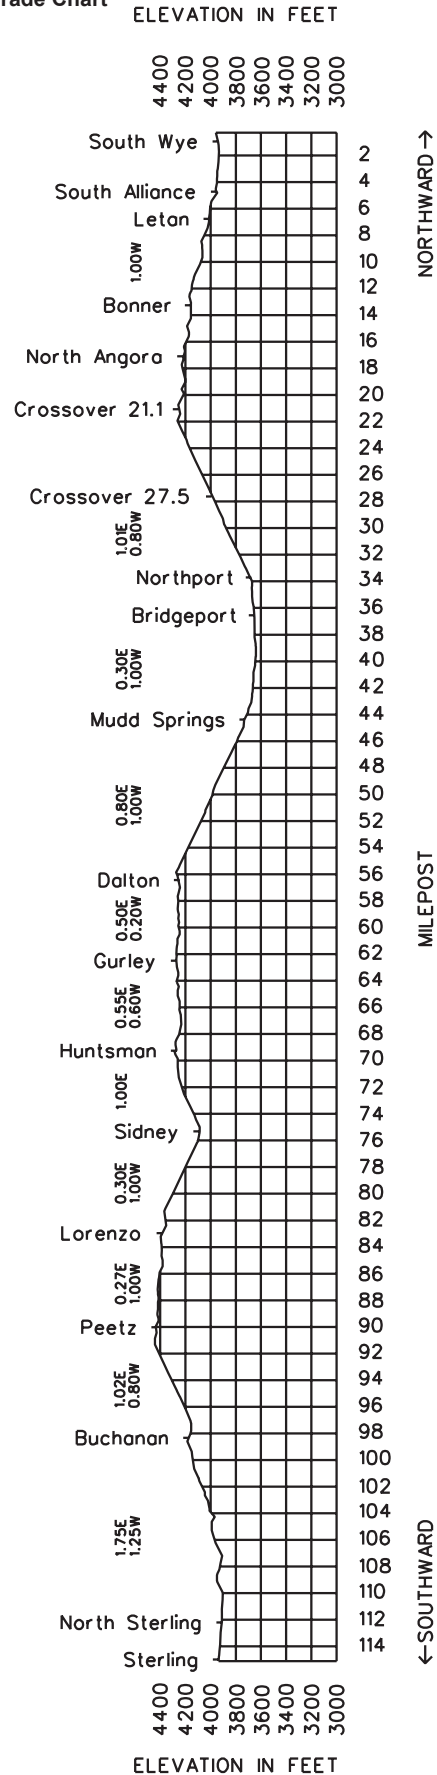 rade Chart
ELEVATION IN FEET
4400 4200 4000 3800 3600 3400 3200 3000
NORTHWARD →
South Wye
2
4
South Alliance
6
Letan
8
1.00W
10
12
Bonner
14
16
North Angora
18
20
Crossover 21.1
22
24
26
Crossover 27.5
28
30
1.01E
0.80W
32
Northport
34
36
Bridgeport
38
0.30E
1.00W
40
42
44
Mudd Springs
46
48
50
0.80E
1.00W
52
54
56
Dalton
58
0.50E
0.20W
60
MILEPOST
62
Gurley
64
0.55E
0.60W
66
68
Huntsman
70
1.00E
72
74
Sidney
76
78
0.30E
1.00W
80
82
Lorenzo
84
0.27E
1.00W
86
88
Peetz
90
92
1.02E
0.80W
94
96
98
Buchanan
100
102
104
1.75E
1.25W
106
108
110
North Sterling
112
114
Sterling
←SOUTHWARD
4400 4200 4000 3800 3600 3400 3200 3000
ELEVATION IN FEET